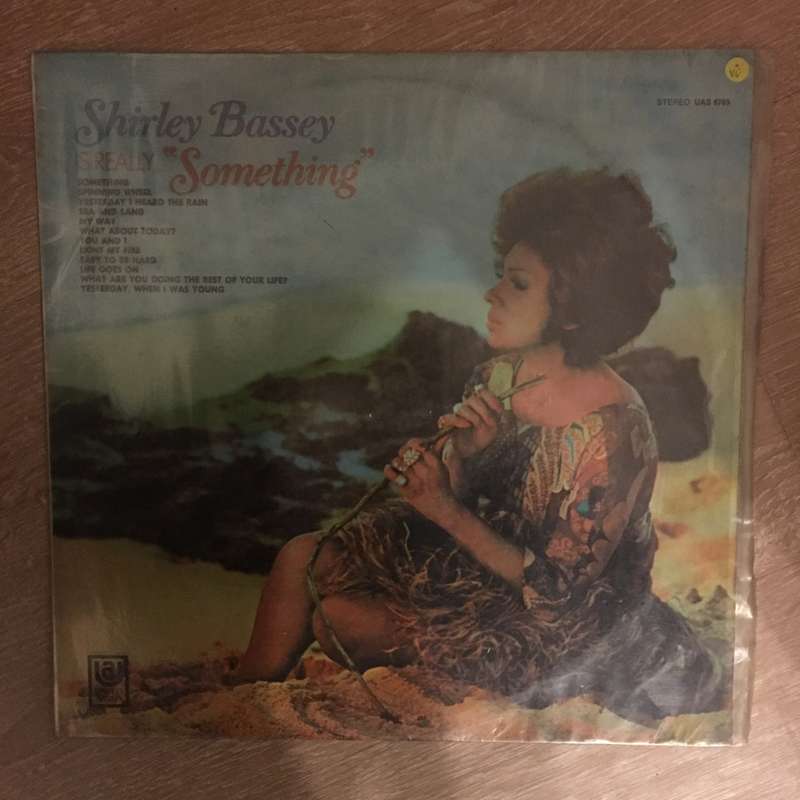 STEREO UAS 6765
Shirley Bassey
IS REALLY "Something"
SOMETHING
SPINNING WHEEL
YESTERDAY I HEARD THE RAIN
SEA AND SAND
MY WAY
WHAT ABOUT TODAY?
YOU AND I
LIGHT MY FIRE
EASY TO BE HARD
LIFE GOES ON
WHAT ARE YOU DOING THE REST OF YOUR LIFE?
YESTERDAY, WHEN I WAS YOUNG